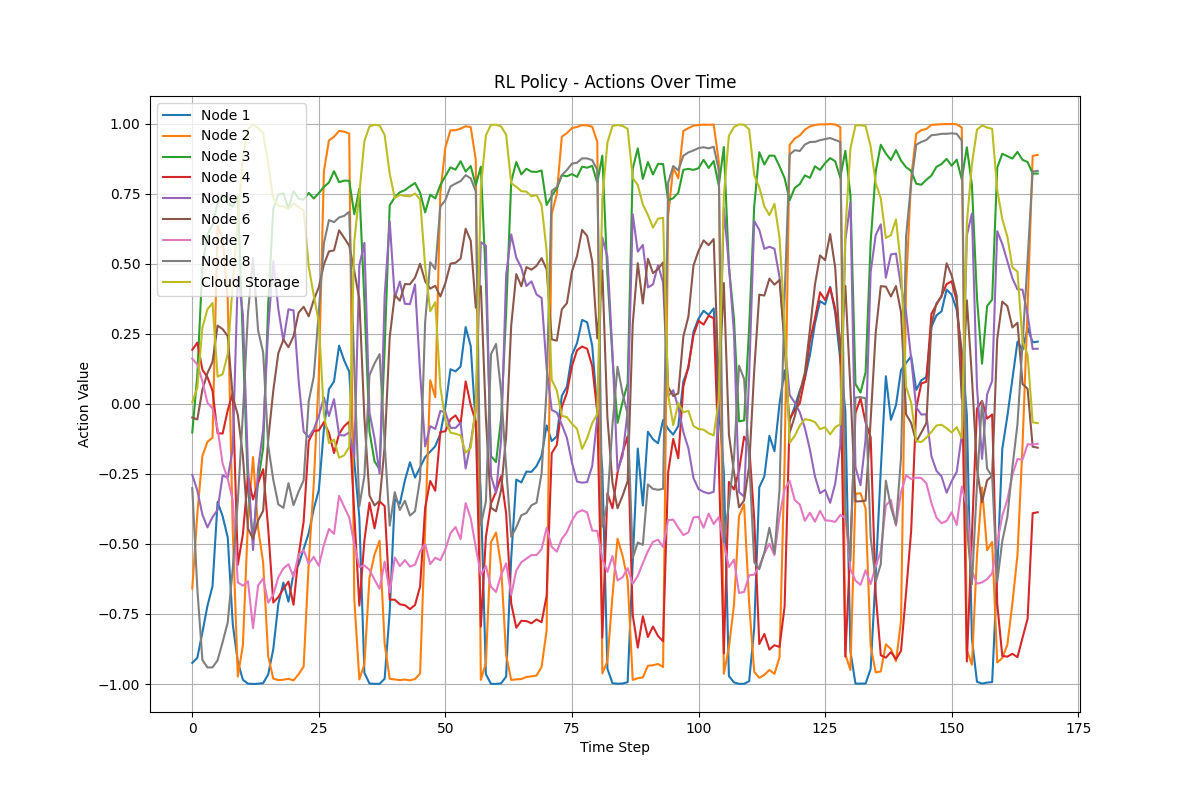 RL Policy - Actions Over Time
Action Value
1.00
0.75
0.50
0.25
0.00
−0.25
−0.50
−0.75
−1.00
Node 1
Node 2
Node 3
Node 4
Node 5
Node 6
Node 7
Node 8
Cloud Storage
0
25
50
75
100
125
150
175
Time Step